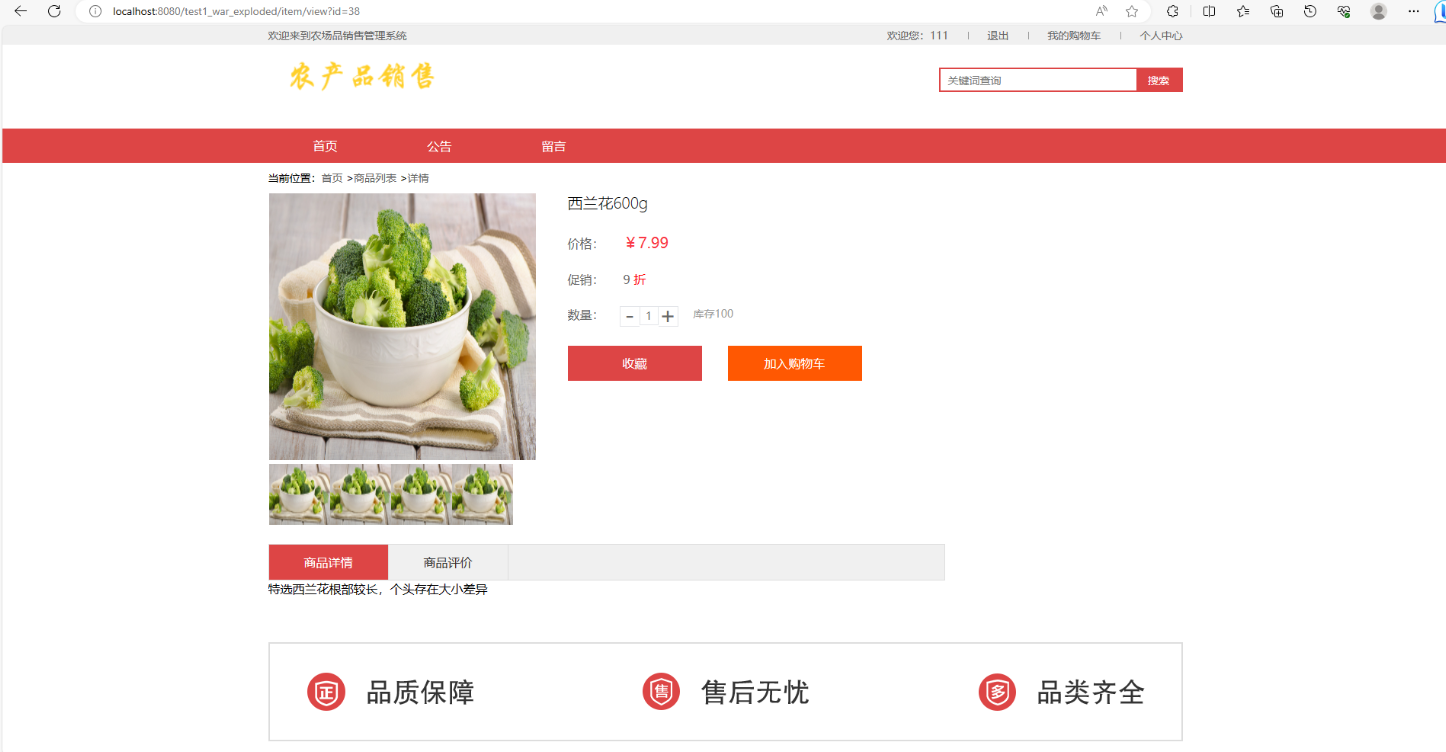 localhost:8080/test1_war_exploded/item/view?id=38
欢迎来到农场品销售管理系统
欢迎您：111 | 退出 | 我的购物车 | 个人中心
农产品销售
关键词查询 搜索
首页 公告 留言
当前位置：首页 >商品列表 >详情
西兰花600g
价格： ￥7.99
促销： 9 折
数量： - 1 + 库存100
收藏 加入购物车
商品详情 商品评价
特选西兰花根部较长，个头存在大小差异
正 品质保障 售 售后无忧 多 品类齐全